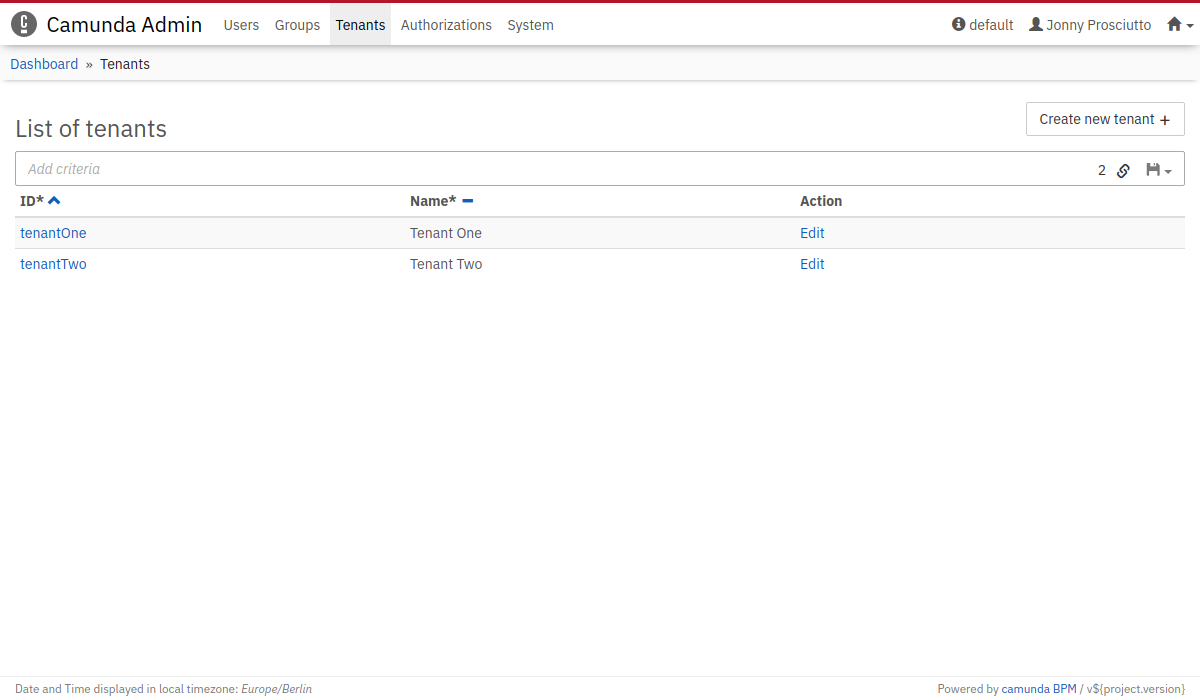 Camunda Admin Users Groups Tenants Authorizations System default Jonny Prosciutto
Dashboard » Tenants
List of tenants
Create new tenant +
Add criteria 2
ID* Name* Action
tenantOne Tenant One Edit
tenantTwo Tenant Two Edit
Date and Time displayed in local timezone: Europe/Berlin Powered by camunda BPM / v${project.version}